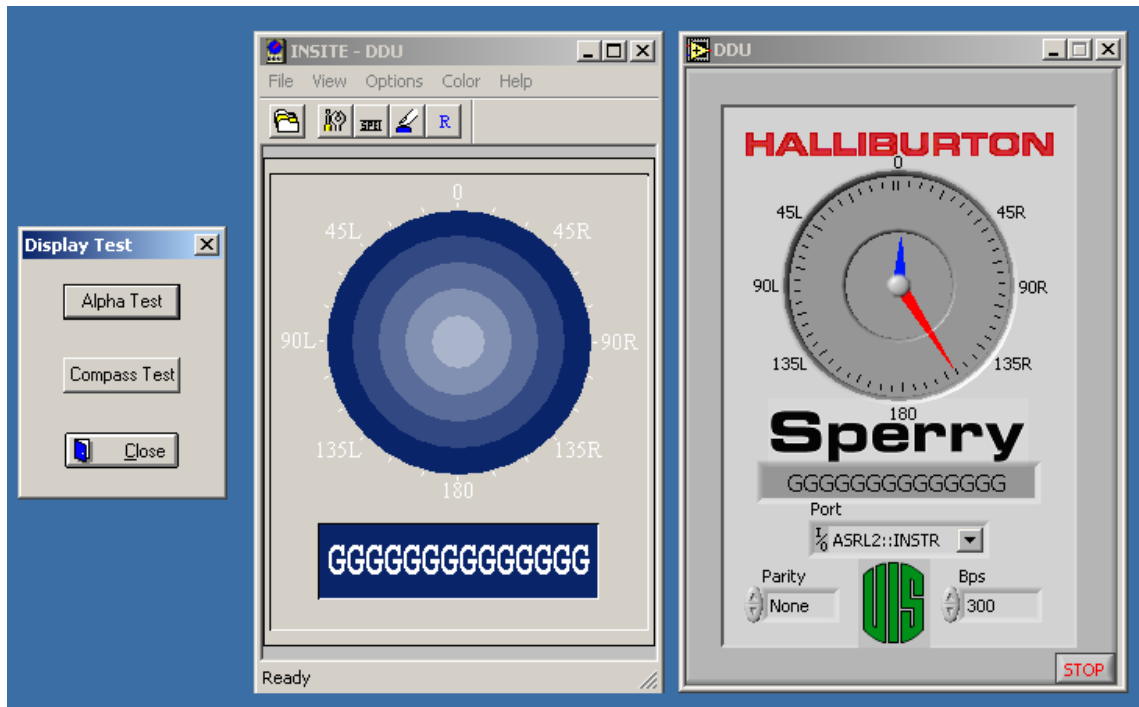 Display Test
Alpha Test
Compass Test
Close
INSITE - DDU
File View Options Color Help
SPEI R
0
45L 45R
90L 90R
135L 135R
180
GGGGGGGGGGGGGG
Ready
DDU
HALLIBURTON
0
45L 45R
90L 90R
135L 135R
180
Sperry
GGGGGGGGGGGGGG
Port
I/0 ASRL2::INSTR
Parity Bps
None 300
STOP